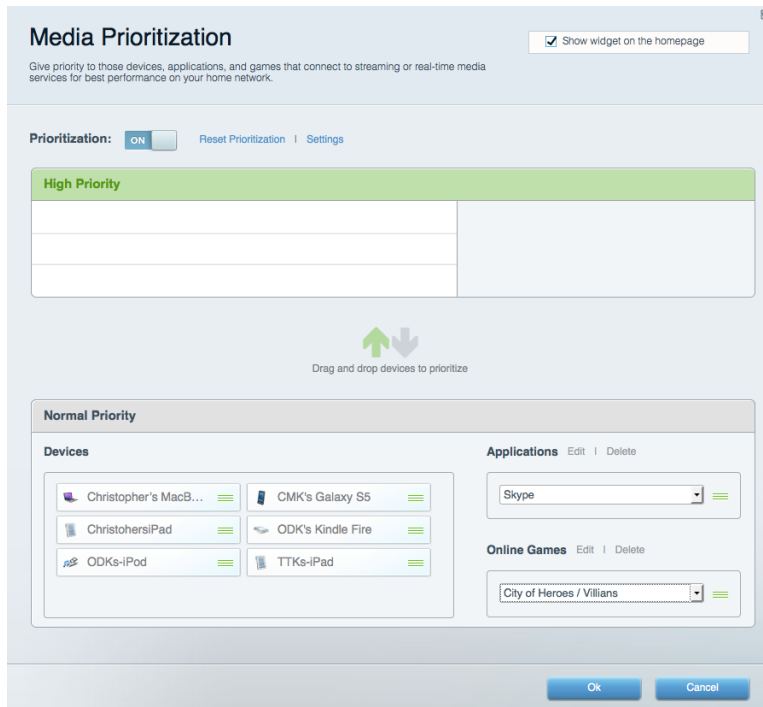 Media Prioritization
Show widget on the homepage
Give priority to those devices, applications, and games that connect to streaming or real-time media
services for best performance on your home network.
Prioritization: ON Reset Prioritization | Settings
High Priority
Drag and drop devices to prioritize
Normal Priority
Devices
Christopher's MacB...
CMK's Galaxy S5
ChristohersiPad
ODK's Kindle Fire
ODKs-iPod
TTKs-iPad
Applications Edit | Delete
Skype
Online Games Edit | Delete
City of Heroes / Villians
Ok
Cancel